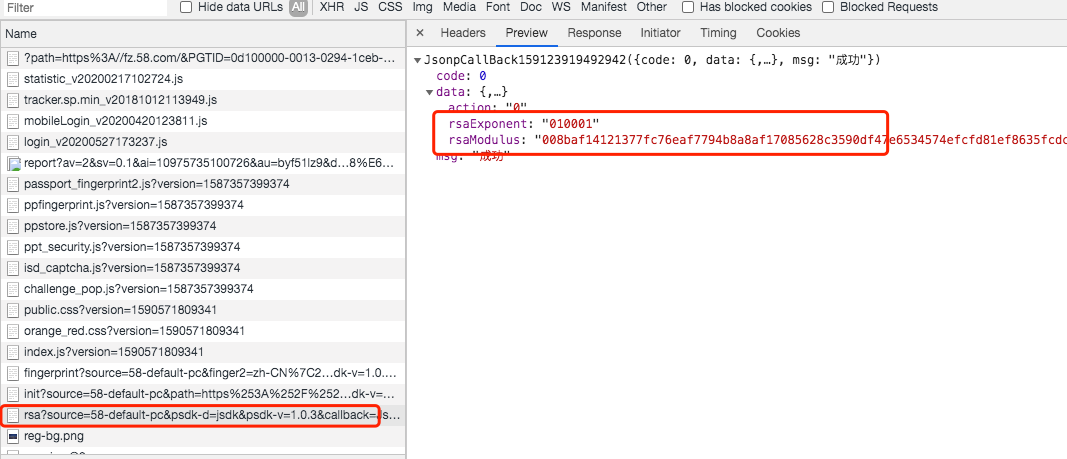 Filter
Hide data URLs All XHR JS CSS Img Media Font Doc WS Manifest Other Has blocked cookies Blocked Requests
Name
?path=https%3A//fz.58.com/&PGTID=0d100000-0013-0294-1ceb-...
statistic_v20200217102724.js
tracker.sp.min_v20181012113949.js
mobileLogin_v20200420123811.js
login_v20200527173237.js
report?av=2&sv=0.1&ai=10975735100726&au=byf51lz9&d...8%E6...
passport_fingerprint2.js?version=1587357399374
ppfingerprint.js?version=1587357399374
ppstore.js?version=1587357399374
ppt_security.js?version=1587357399374
isd_captcha.js?version=1587357399374
challenge_pop.js?version=1587357399374
public.css?version=1590571809341
orange_red.css?version=1590571809341
index.js?version=1590571809341
fingerprint?source=58-default-pc&finger2=zh-CN%7C2...dk-v=1.0....
init?source=58-default-pc&path=https%253A%252F%252...dk-v=...
rsa?source=58-default-pc&psdk-d=jsdk&psdk-v=1.0.3&callback=Js...
reg-bg.png
× Headers Preview Response Initiator Timing Cookies
▼JsonpCallBack159123919492942({code: 0, data: {,…}, msg: "成功"})
code: 0
▼data: {,…}
action: "0"
rsaExponent: "010001"
rsaModulus: "008baf14121377fc76eaf7794b8a8af17085628c3590df47e6534574efcfd81ef8635fcdc
msg: "成功"